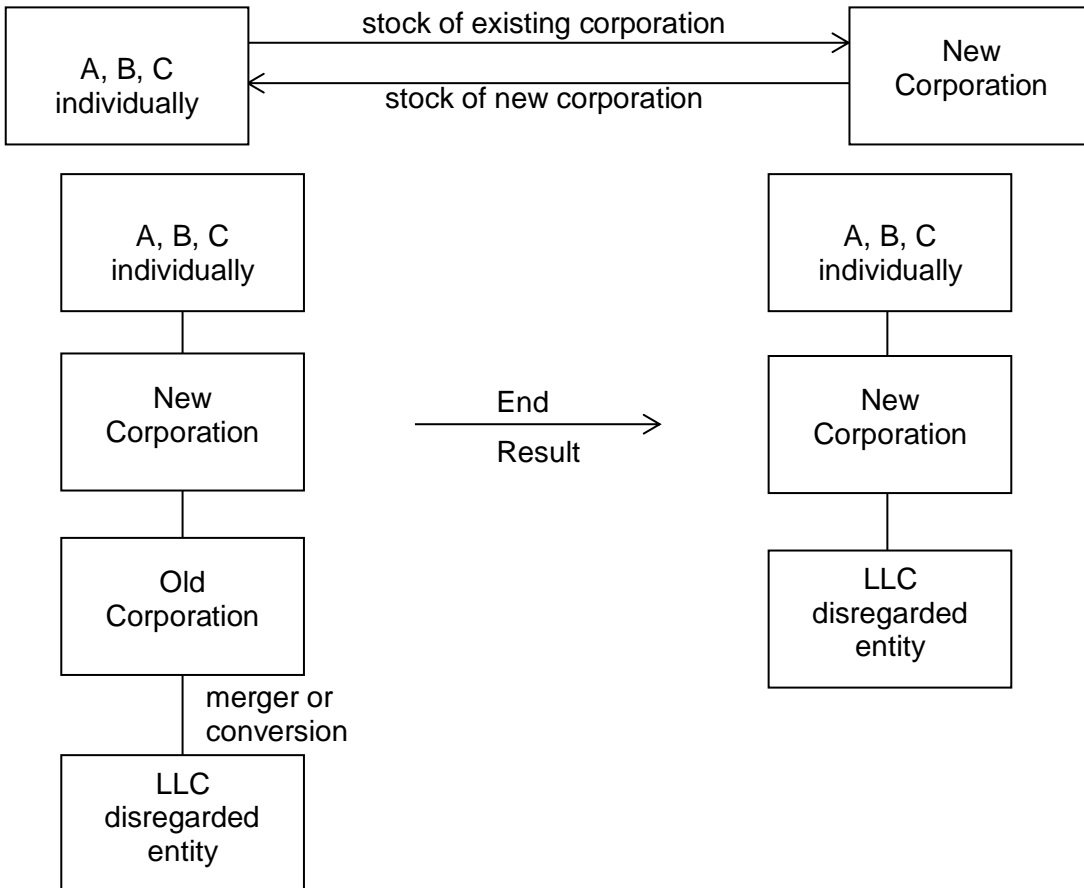 stock of existing corporation
A, B, C
individually
New
Corporation
stock of new corporation
A, B, C
individually
New
Corporation
Old
Corporation
merger or
conversion
LLC
disregarded
entity
End
Result
A, B, C
individually
New
Corporation
LLC
disregarded
entity